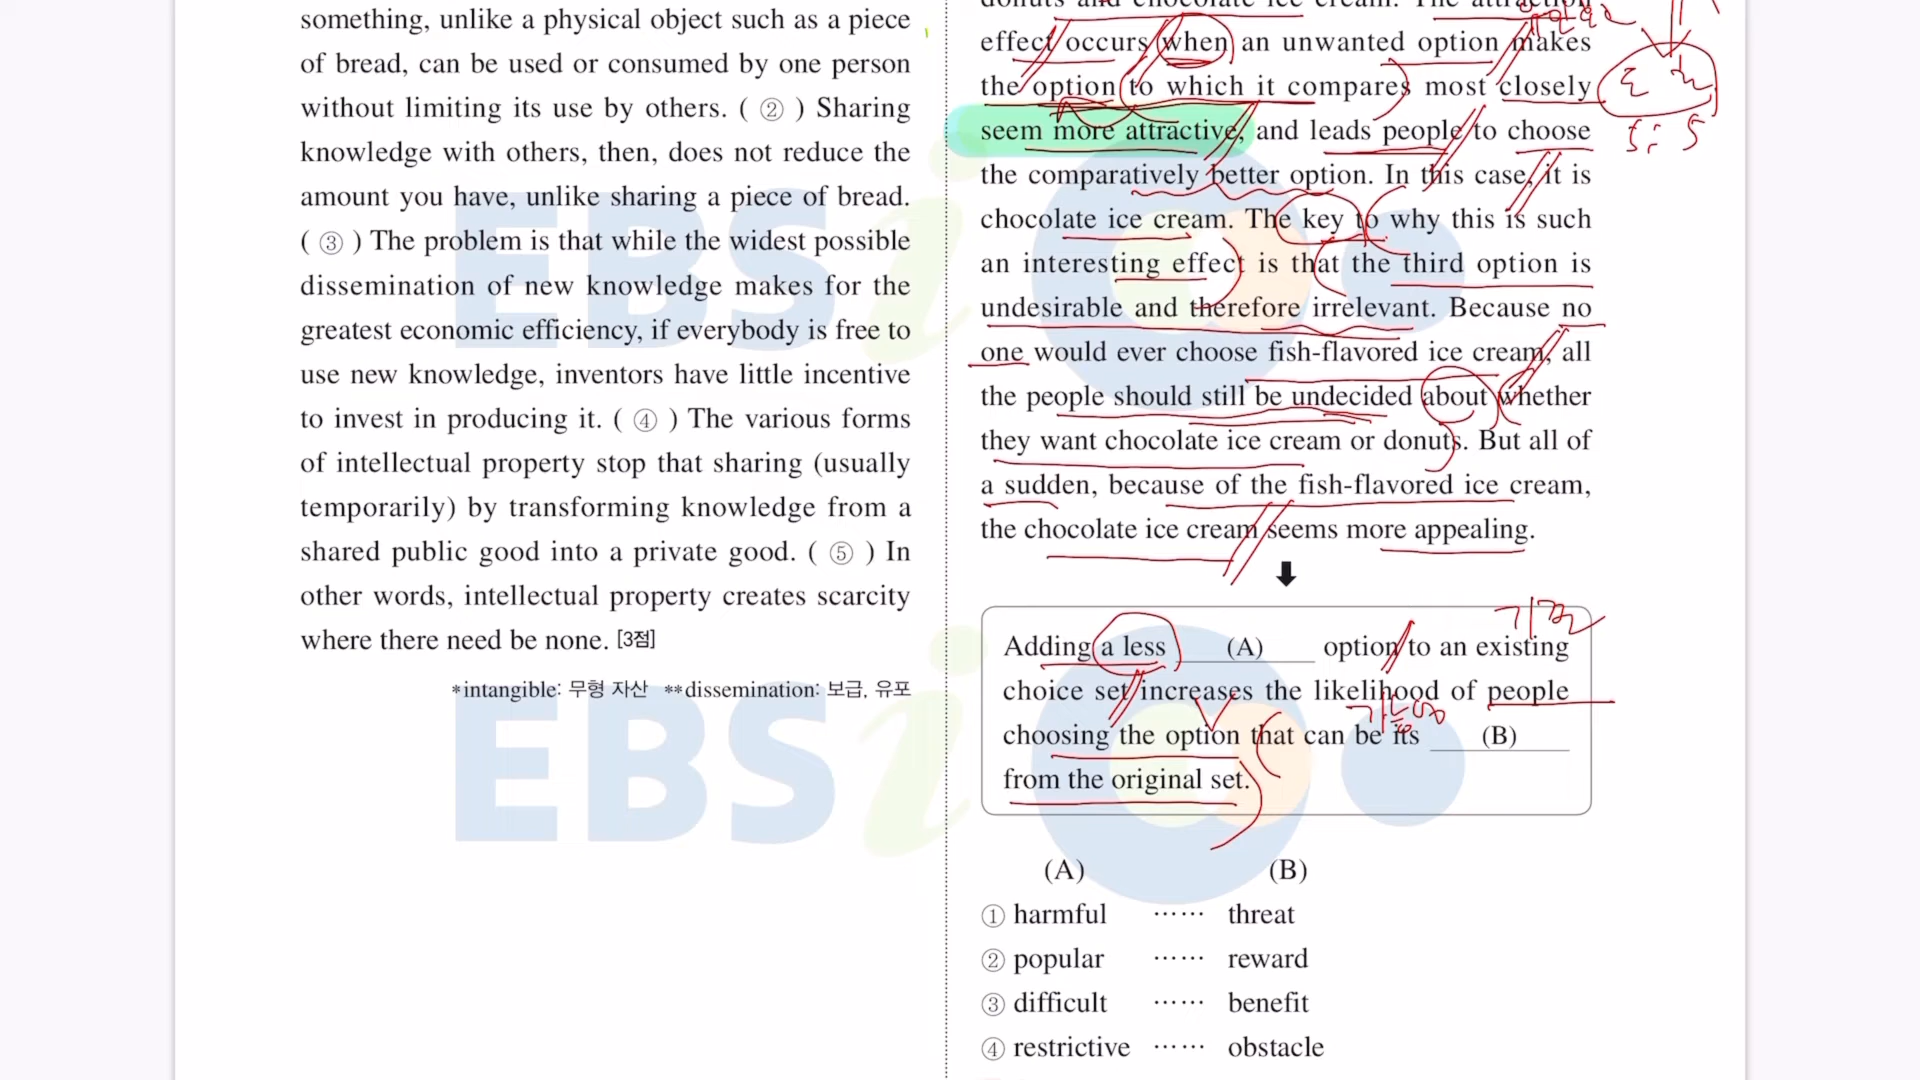 something, unlike a physical object such as a piece
of bread, can be used or consumed by one person
without limiting its use by others. ( ② ) Sharing
knowledge with others, then, does not reduce the
amount you have, unlike sharing a piece of bread.
( ③ ) The problem is that while the widest possible
dissemination of new knowledge makes for the
greatest economic efficiency, if everybody is free to
use new knowledge, inventors have little incentive
to invest in producing it. ( ④ ) The various forms
of intellectual property stop that sharing (usually
temporarily) by transforming knowledge from a
shared public good into a private good. ( ⑤ ) In
other words, intellectual property creates scarcity
where there need be none. [3점]
*intangible: 무형 자산 **dissemination: 보급, 유포
donuts and chocolate ice cream. The attraction
effect occurs when an unwanted option makes
the option to which it compares most closely
seem more attractive, and leads people to choose
the comparatively better option. In this case, it is
chocolate ice cream. The key to why this is such
an interesting effect is that the third option is
undesirable and therefore irrelevant. Because no
one would ever choose fish-flavored ice cream, all
the people should still be undecided about whether
they want chocolate ice cream or donuts. But all of
a sudden, because of the fish-flavored ice cream,
the chocolate ice cream seems more appealing.
Adding a less (A) option to an existing
choice set increases the likelihood of people
choosing the option that can be its (B)
from the original set.
(A) (B)
① harmful ⋯⋯ threat
② popular ⋯⋯ reward
③ difficult ⋯⋯ benefit
④ restrictive ⋯⋯ obstacle
EBSi
EBSi